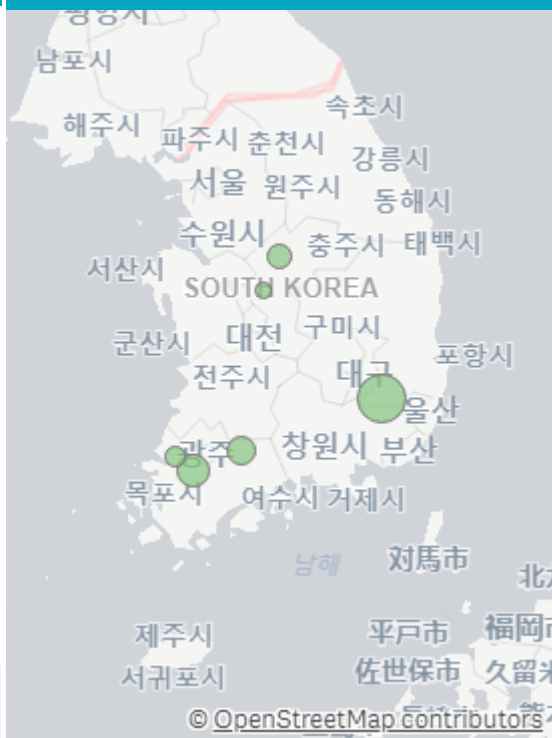 남포시
속초시
해주시
파주시 춘천시
강릉시
서울 원주시
동해시
수원시
충주시 태백시
서산시
SOUTH KOREA
군산시 대전 구미시
포항시
전주시 대구
울산
광주 창원시 부산
목포시 여수시 거제시
남해 対馬市
제주시 平戸市 福岡市
서귀포시 佐世保市 久留米
© OpenStreetMap contributors